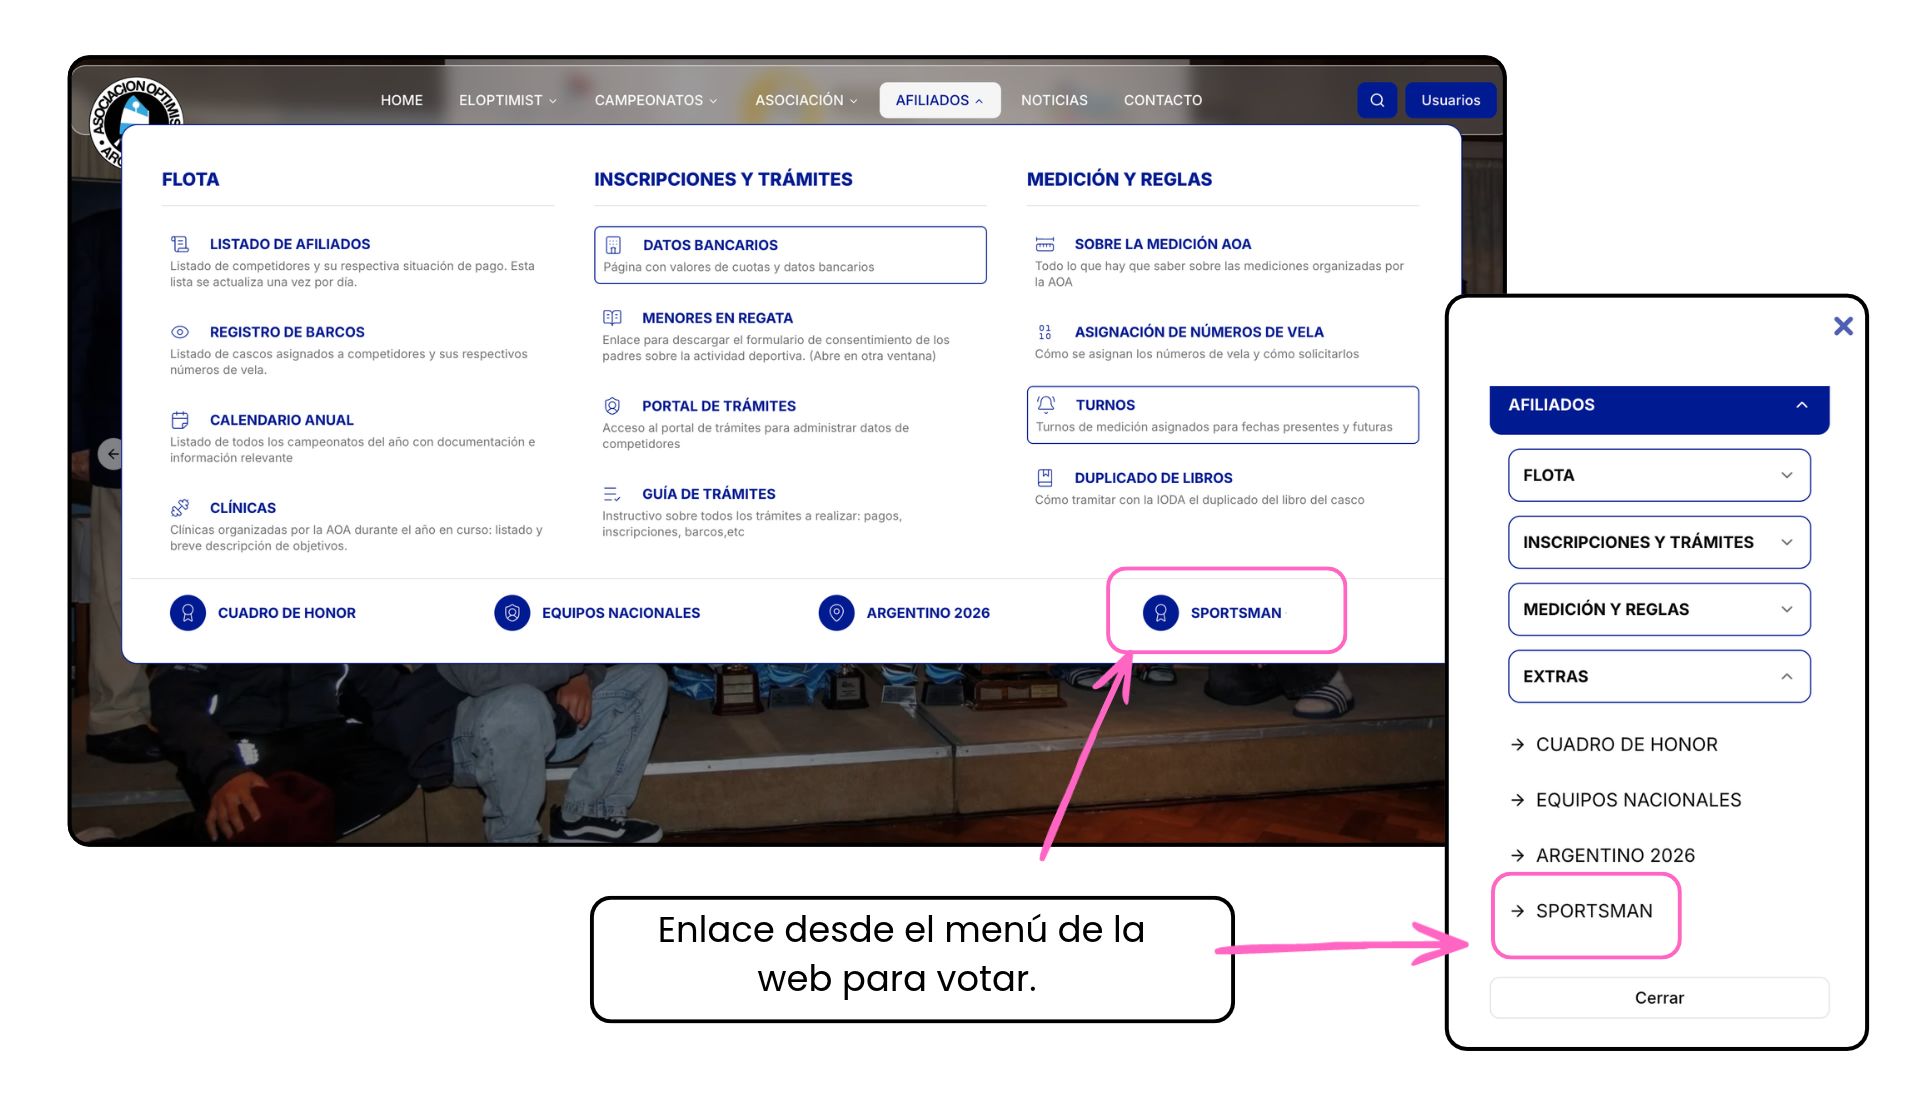 ASOCIACION OPTIMIS
HOME
ELOPTIMIST
CAMPEONATOS
ASOCIACIÓN
AFILIADOS
NOTICIAS
CONTACTO
Usuarios
FLOTA
LISTADO DE AFILIADOS
Listado de competidores y su respectiva situación de pago. Esta
lista se actualiza una vez por día.
REGISTRO DE BARCOS
Listado de cascos asignados a competidores y sus respectivos
números de vela.
CALENDARIO ANUAL
Listado de todos los campeonatos del año con documentación e
información relevante
CLÍNICAS
Clínicas organizadas por la AOA durante el año en curso: listado y
breve descripción de objetivos.
INSCRIPCIONES Y TRÁMITES
DATOS BANCARIOS
Página con valores de cuotas y datos bancarios
MENORES EN REGATA
Enlace para descargar el formulario de consentimiento de los
padres sobre la actividad deportiva. (Abre en otra ventana)
PORTAL DE TRÁMITES
Acceso al portal de trámites para administrar datos de
competidores
GUÍA DE TRÁMITES
Instructivo sobre todos los trámites a realizar: pagos,
inscripciones, barcos,etc
MEDICIÓN Y REGLAS
SOBRE LA MEDICIÓN AOA
Todo lo que hay que saber sobre las mediciones organizadas por
la AOA
ASIGNACIÓN DE NÚMEROS DE VELA
Cómo se asignan los números de vela y cómo solicitarlos
TURNOS
Turnos de medición asignados para fechas presentes y futuras
DUPLICADO DE LIBROS
Cómo tramitar con la IODA el duplicado del libro del casco
CUADRO DE HONOR
EQUIPOS NACIONALES
ARGENTINO 2026
SPORTSMAN
AFILIADOS
FLOTA
INSCRIPCIONES Y TRÁMITES
MEDICIÓN Y REGLAS
EXTRAS
→ CUADRO DE HONOR
→ EQUIPOS NACIONALES
→ ARGENTINO 2026
→ SPORTSMAN
Cerrar
Enlace desde el menú de la
web para votar.